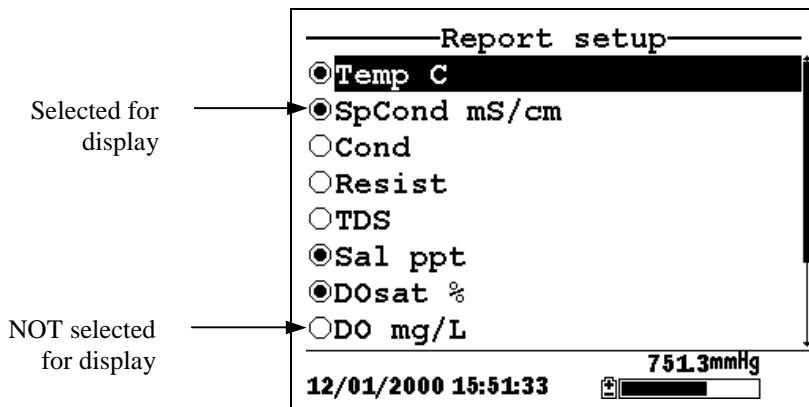 Report setup
Temp C
SpCond mS/cm
Cond
Resist
TDS
Sal ppt
DOsat %
DO mg/L
751.3mmHg
12/01/2000 15:51:33
Selected for
display
NOT selected
for display